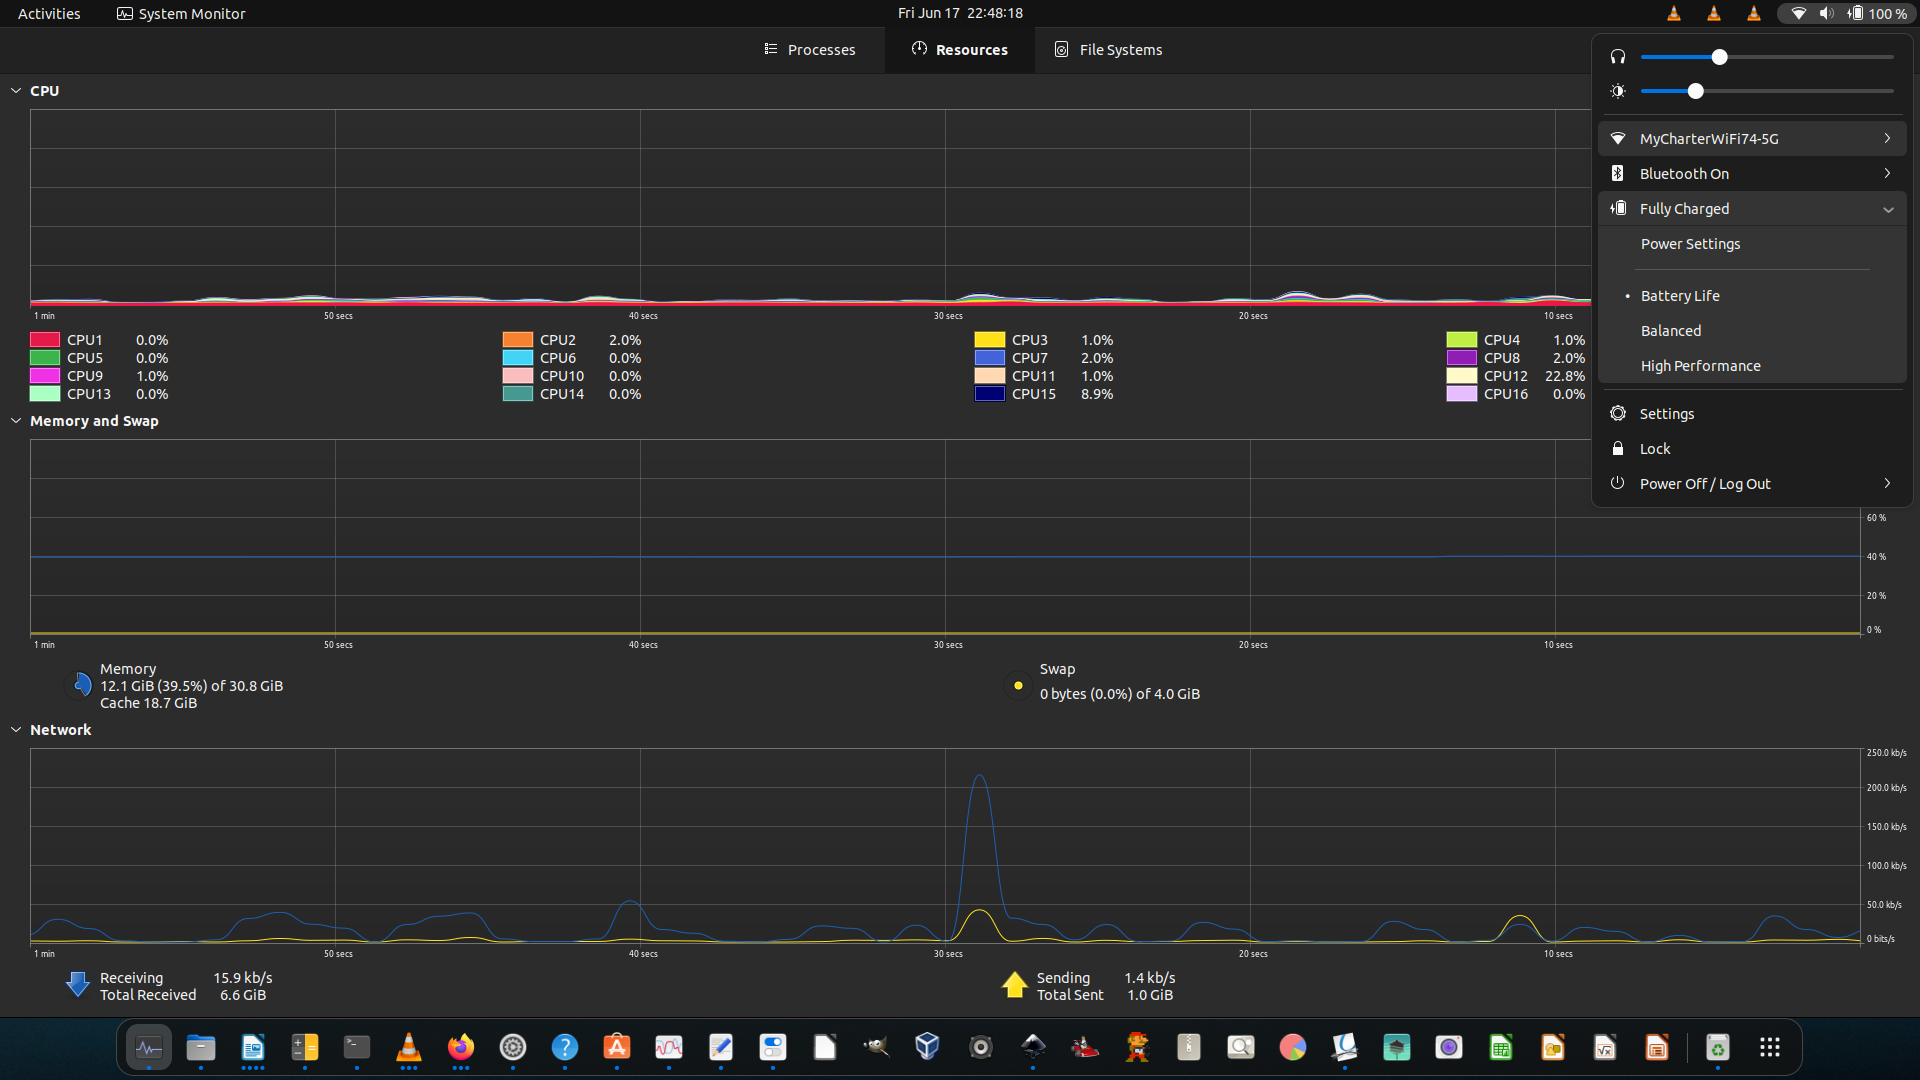 Activities
System Monitor
Fri Jun 17 22:48:18
100 %
Processes
Resources
File Systems
CPU
1 min
50 secs
40 secs
30 secs
20 secs
10 secs
CPU1 0.0%
CPU2 2.0%
CPU3 1.0%
CPU4 1.0%
CPU5 0.0%
CPU6 0.0%
CPU7 2.0%
CPU8 2.0%
CPU9 1.0%
CPU10 0.0%
CPU11 1.0%
CPU12 22.8%
CPU13 0.0%
CPU14 0.0%
CPU15 8.9%
CPU16 0.0%
MyCharterWiFi74-5G
Bluetooth On
Fully Charged
Power Settings
• Battery Life
Balanced
High Performance
Settings
Lock
Power Off / Log Out
Memory and Swap
60 %
40 %
20 %
0 %
1 min
50 secs
40 secs
30 secs
20 secs
10 secs
Memory
12.1 GiB (39.5%) of 30.8 GiB
Cache 18.7 GiB
Swap
0 bytes (0.0%) of 4.0 GiB
Network
250.0 kb/s
200.0 kb/s
150.0 kb/s
100.0 kb/s
50.0 kb/s
0 bits/s
1 min
50 secs
40 secs
30 secs
20 secs
10 secs
Receiving 15.9 kb/s
Total Received 6.6 GiB
Sending 1.4 kb/s
Total Sent 1.0 GiB